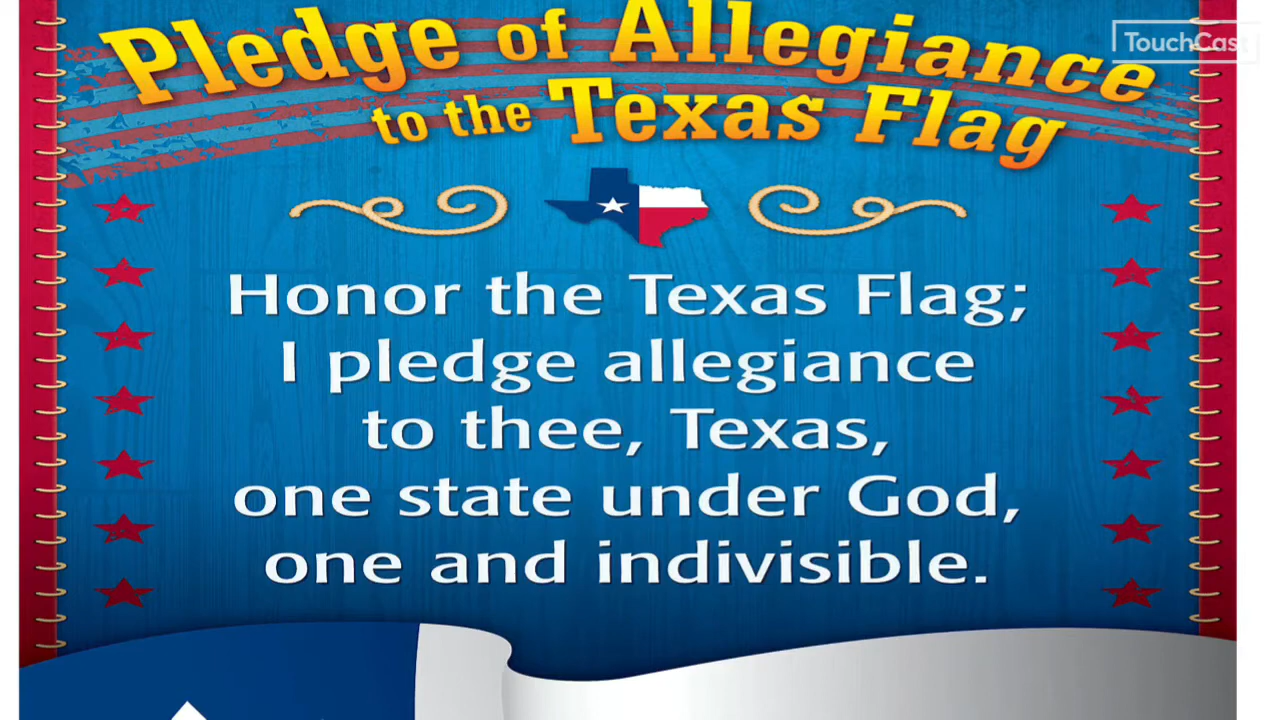 Pledge of Allegiance
to the Texas Flag
TouchCast
Honor the Texas Flag;
I pledge allegiance
to thee, Texas,
one state under God,
one and indivisible.